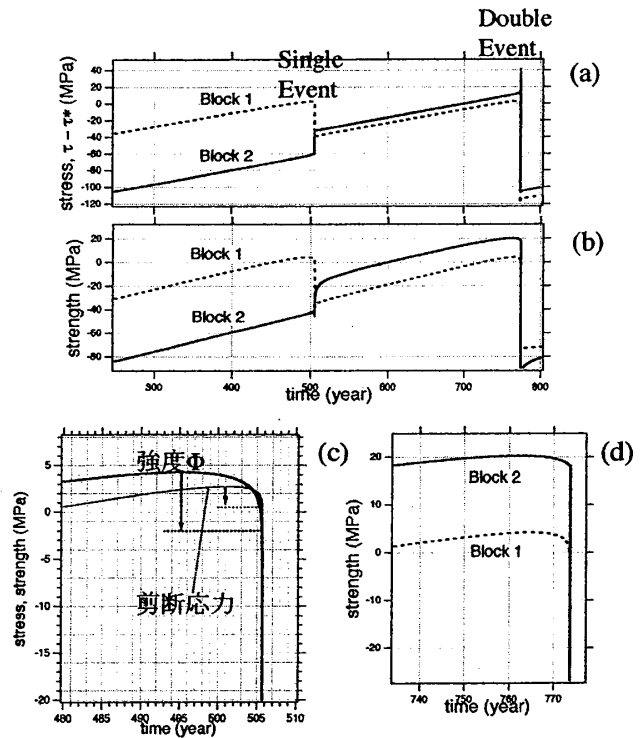 Single
Event
Double
Event
(a)
stress, τ − τ* (MPa)
40
20
0
-20
-40
-60
-80
-100
-120
Block 1
Block 2
(b)
strength (MPa)
20
0
-20
-40
-60
-80
Block 1
Block 2
300
400
500
600
700
800
time (year)
(c)
stress, strength (MPa)
5
0
-5
-10
-15
-20
強度Φ
剪断応力
480
485
490
495
500
505
510
time (year)
(d)
strength (MPa)
20
10
0
-10
-20
Block 2
Block 1
740
750
760
770
time (year)